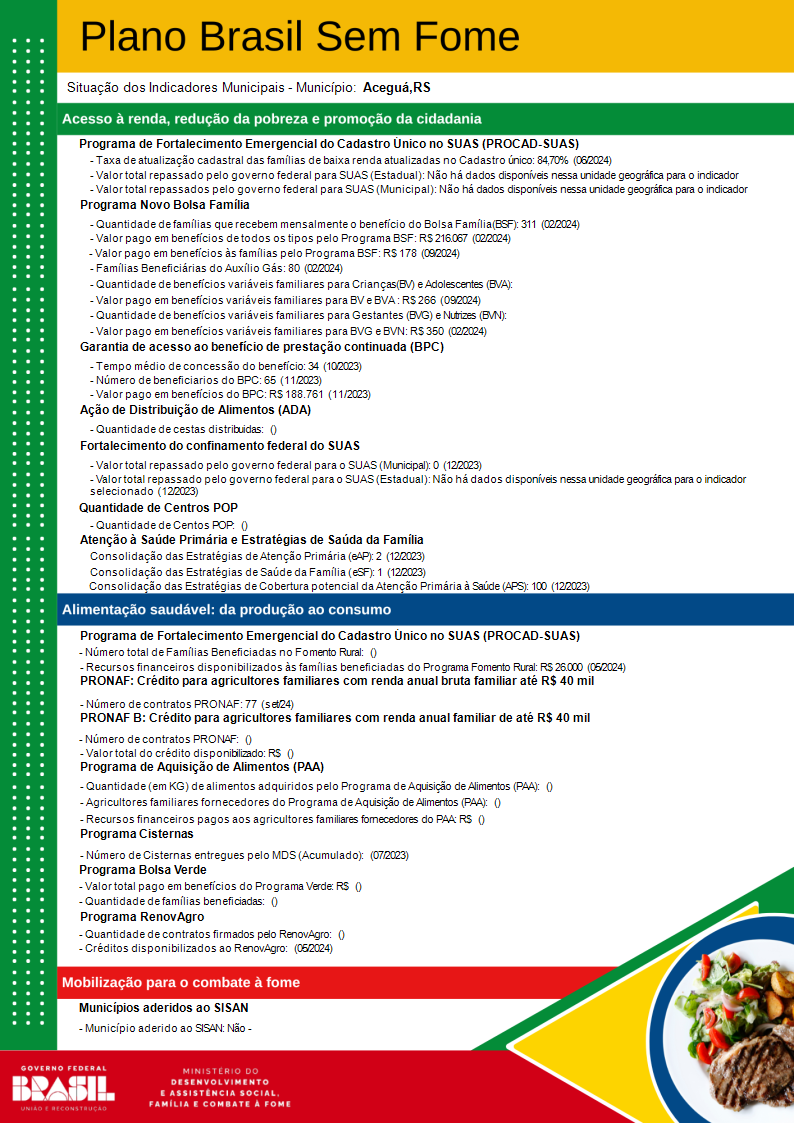 Plano Brasil Sem Fome
Situação dos Indicadores Municipais - Município: Aceguá,RS
Acesso à renda, redução da pobreza e promoção da cidadania
Programa de Fortalecimento Emergencial do Cadastro Único no SUAS (PROCAD-SUAS)
- Taxa de atualização cadastral das famílias de baixa renda atualizadas no Cadastro único: 84,70% (06/2024)
- Valor total repassado pelo governo federal para SUAS (Estadual): Não há dados disponíveis nessa unidade geográfica para o indicador
- Valor total repassados pelo governo federal para SUAS (Municipal): Não há dados disponíveis nessa unidade geográfica para o indicador
Programa Novo Bolsa Família
- Quantidade de famílias que recebem mensalmente o benefício do Bolsa Família(BSF): 311 (02/2024)
- Valor pago em benefícios de todos os tipos pelo Programa BSF: R$ 216.067 (02/2024)
- Valor pago em benefícios às famílias pelo Programa BSF: R$ 178 (09/2024)
- Famílias Beneficiárias do Auxílio Gás: 80 (02/2024)
- Quantidade de benefícios variáveis familiares para Crianças(BV) e Adolescentes (BVA):
- Valor pago em benefícios variáveis familiares para BV e BVA : R$ 266 (09/2024)
- Quantidade de benefícios variáveis familiares para Gestantes (BVG) e Nutrizes (BVN):
- Valor pago em benefícios variáveis familiares para BVG e BVN: R$ 350 (02/2024)
Garantia de acesso ao benefício de prestação continuada (BPC)
- Tempo médio de concessão do benefício: 34 (10/2023)
- Número de beneficiarios do BPC: 65 (11/2023)
- Valor pago em benefícios do BPC: R$ 188.761 (11/2023)
Ação de Distribuição de Alimentos (ADA)
- Quantidade de cestas distribuidas: ()
Fortalecimento do confinamento federal do SUAS
- Valor total repassado pelo governo federal para o SUAS (Municipal): 0 (12/2023)
- Valor total repassado pelo governo federal para o SUAS (Estadual): Não há dados disponíveis nessa unidade geográfica para o indicador
selecionado (12/2023)
Quantidade de Centros POP
- Quantidade de Centos POP: ()
Atenção à Saúde Primária e Estratégias de Saúda da Família
Consolidação das Estratégias de Atenção Primária (eAP): 2 (12/2023)
Consolidação das Estratégias de Saúde da Família (eSF): 1 (12/2023)
Consolidação das Estratégias de Cobertura potencial da Atenção Primária à Saúde (APS): 100 (12/2023)
Alimentação saudável: da produção ao consumo
Programa de Fortalecimento Emergencial do Cadastro Único no SUAS (PROCAD-SUAS)
- Número total de Famílias Beneficiadas no Fomento Rural: ()
- Recursos financeiros disponibilizados às famílias beneficiadas do Programa Fomento Rural: R$ 26.000 (05/2024)
PRONAF: Crédito para agricultores familiares com renda anual bruta familiar até R$ 40 mil
- Número de contratos PRONAF: 77 (set/24)
PRONAF B: Crédito para agricultores familiares com renda anual familiar de até R$ 40 mil
- Número de contratos PRONAF: ()
- Valor total do crédito disponibilizado: R$ ()
Programa de Aquisição de Alimentos (PAA)
- Quantidade (em KG) de alimentos adquiridos pelo Programa de Aquisição de Alimentos (PAA): ()
- Agricultores familiares fornecedores do Programa de Aquisição de Alimentos (PAA): ()
- Recursos financeiros pagos aos agricultores familiares fornecedores do PAA: R$ ()
Programa Cisternas
- Número de Cisternas entregues pelo MDS (Acumulado): (07/2023)
Programa Bolsa Verde
- Valor total pago em benefícios do Programa Verde: R$ ()
- Quantidade de famílias beneficiadas: ()
Programa RenovAgro
- Quantidade de contratos firmados pelo RenovAgro: ()
- Créditos disponibilizados ao RenovAgro: (05/2024)
Mobilização para o combate à fome
Municípios aderidos ao SISAN
- Município aderido ao SISAN: Não -
GOVERNO FEDERAL
BRASIL
UNIÃO E RECONSTRUÇÃO
MINISTÉRIO DO
DESENVOLVIMENTO
E ASSISTÊNCIA SOCIAL,
FAMÍLIA E COMBATE À FOME